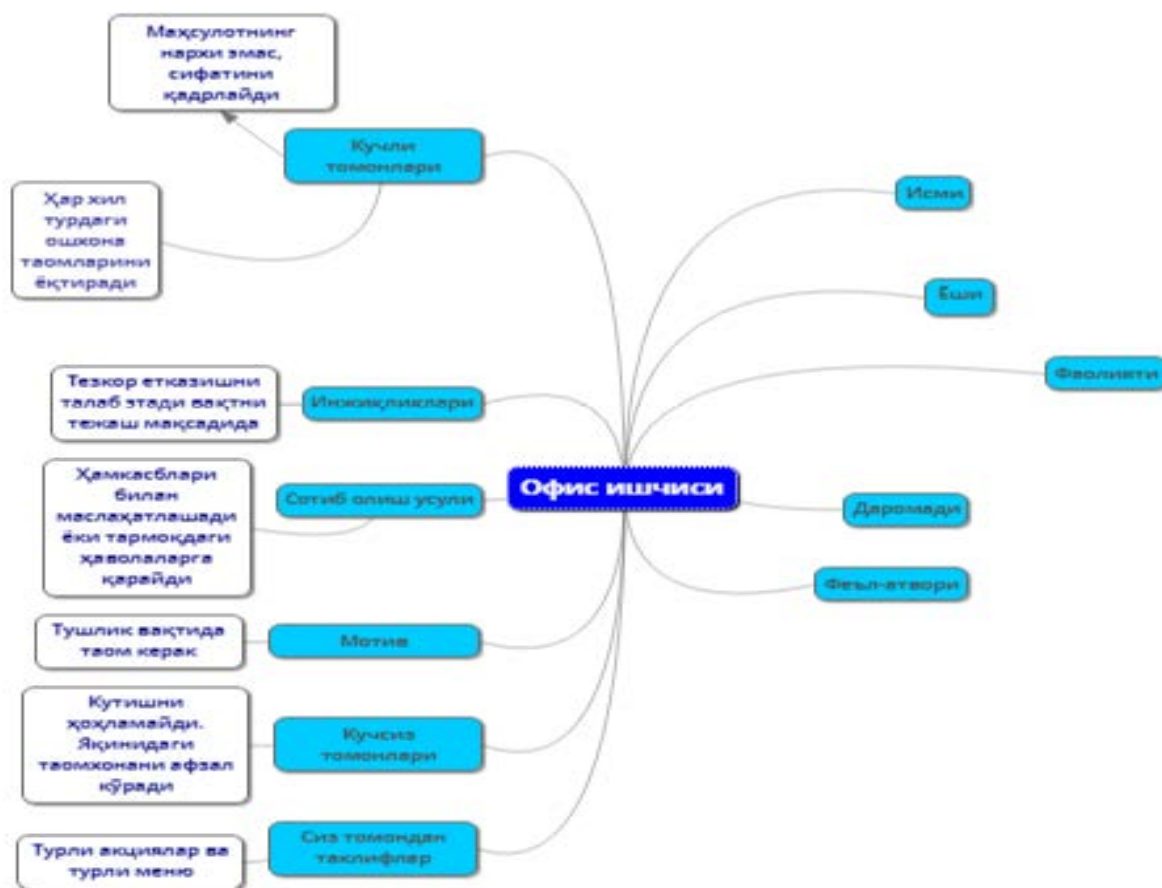 Маҳсулотнинг
нархи эмас,
сифатини
қадрлайди
Кучли
томонлари
Ҳар хил
турдаги
ошхона
таомларини
ёқтиради
Тезкор етказишни
талаб этади вақтни
тежаш мақсадида
Инжиқликлари
Ҳамкасблари
билан
маслаҳатлашади
ёки тармоқдаги
ҳаволаларга
қарайди
Сотиб олиш усули
Тушлик вақтида
таом керак
Мотив
Кутишни
ҳоҳламайди.
Яқинидаги
таомхонани афзал
кўради
Кучсиз
томонлари
Турли акциялар ва
турли меню
Сиз томондан
таклифлар
Офис ишчиси
Исми
Ёши
Фаолияти
Даромади
Феъл-атвори